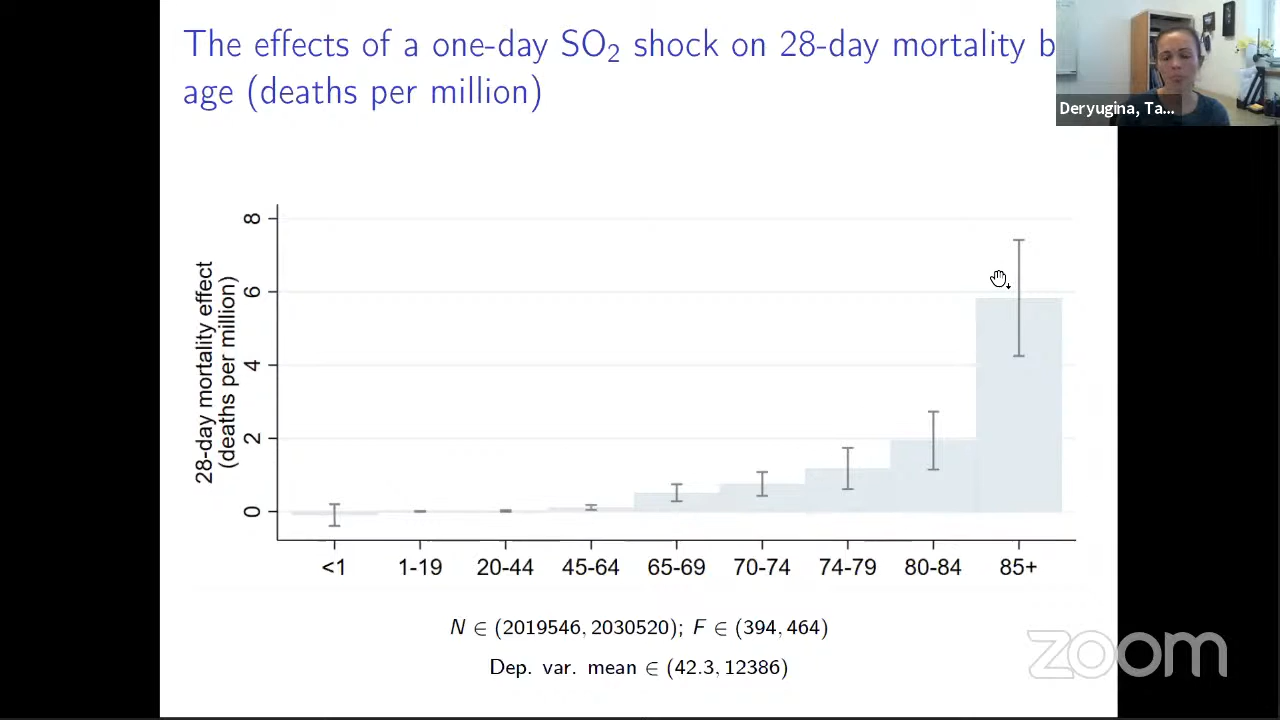 The effects of a one-day SO₂ shock on 28-day mortality b
age (deaths per million)
Deryugina, Ta...
28-day mortality effect
(deaths per million)
8
6
4
2
0
<1 1-19 20-44 45-64 65-69 70-74 74-79 80-84 85+
N ∈ (2019546, 2030520); F ∈ (394, 464)
Dep. var. mean ∈ (42.3, 12386)
zoom